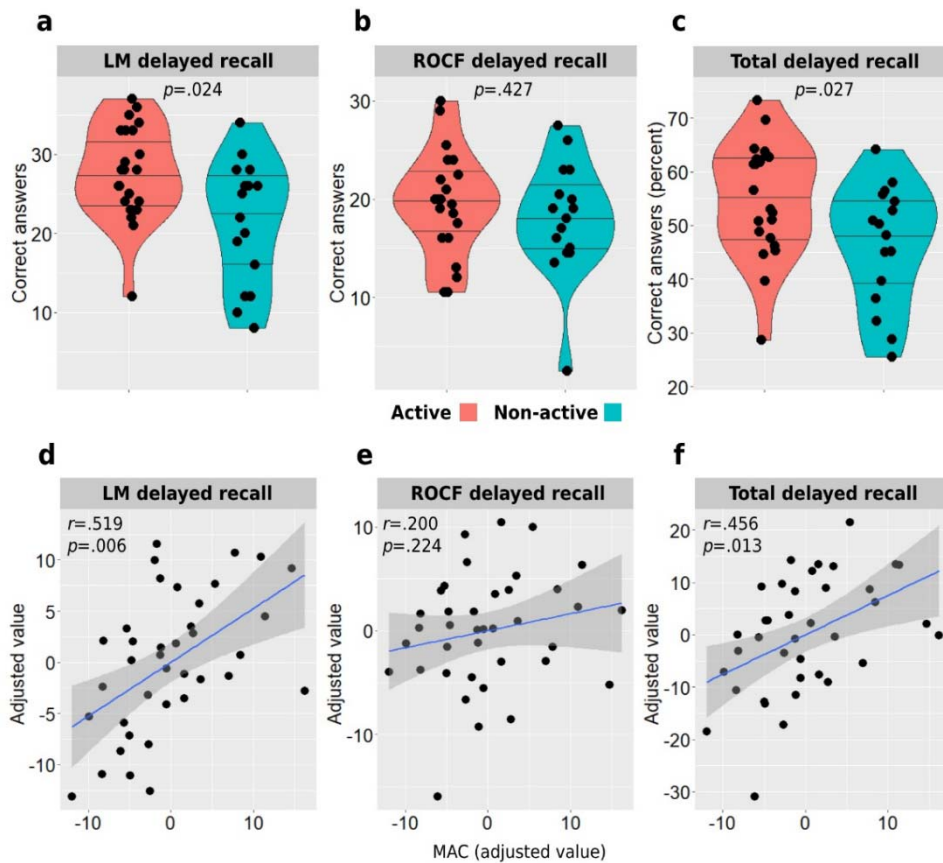 a
LM delayed recall
p=.024
Correct answers
30
20
10
b
ROCF delayed recall
p=.427
Correct answers
30
20
10
c
Total delayed recall
p=.027
Correct answers (percent)
70
60
50
40
30
20
Active Non-active
d
LM delayed recall
r=.519
p=.006
Adjusted value
10
5
0
-5
-10
-10 0 10
e
ROCF delayed recall
r=.200
p=.224
Adjusted value
10
0
-10
-10 0 10
f
Total delayed recall
r=.456
p=.013
Adjusted value
20
10
0
-10
-20
-30
-10 0 10
MAC (adjusted value)